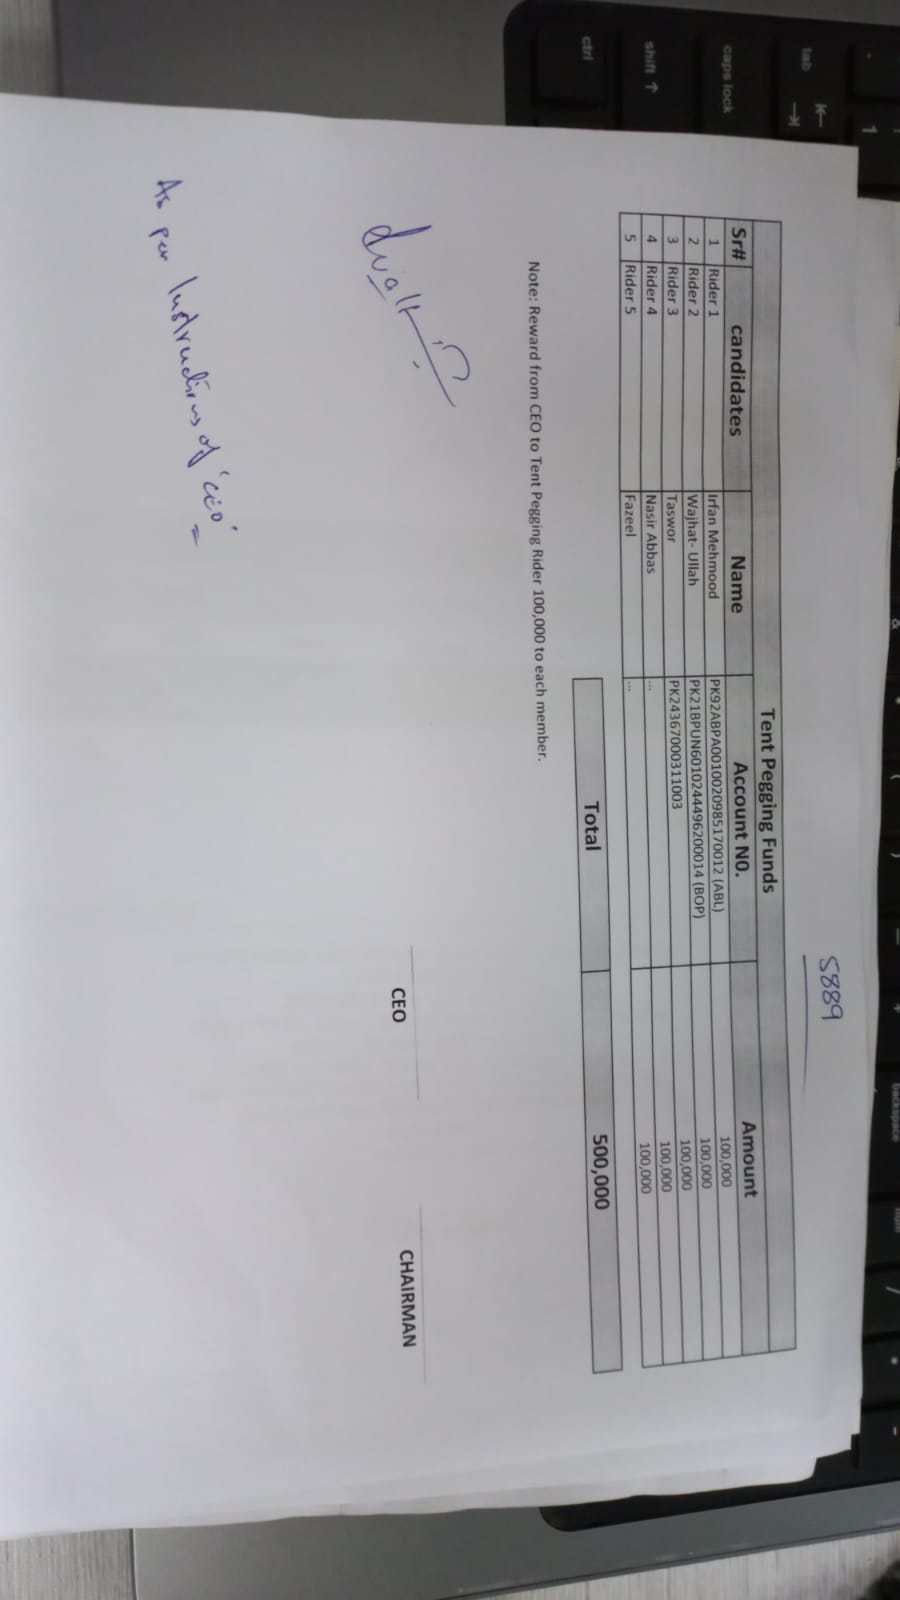 5889
Tent Pegging Funds
Sr# candidates Name Account N0. Amount
1 Rider 1 Irfan Mehmood PK92ABPA0010020985170012 (ABL) 100,000
2 Rider 2 Wajhat- Ullah PK21BPUN6010244496200014 (BOP) 100,000
3 Rider 3 Taswor PK24367000311003 100,000
4 Rider 4 Nasir Abbas ... 100,000
5 Rider 5 Fazeel ... 100,000
Total 500,000
Note: Reward from CEO to Tent Pegging Rider 100,000 to each member.
CEO CHAIRMAN
As per Instructions of 'CEO'
ctrl
shift ↑
caps lock
tab
1
&
(
)
backspace
num
/
*
-